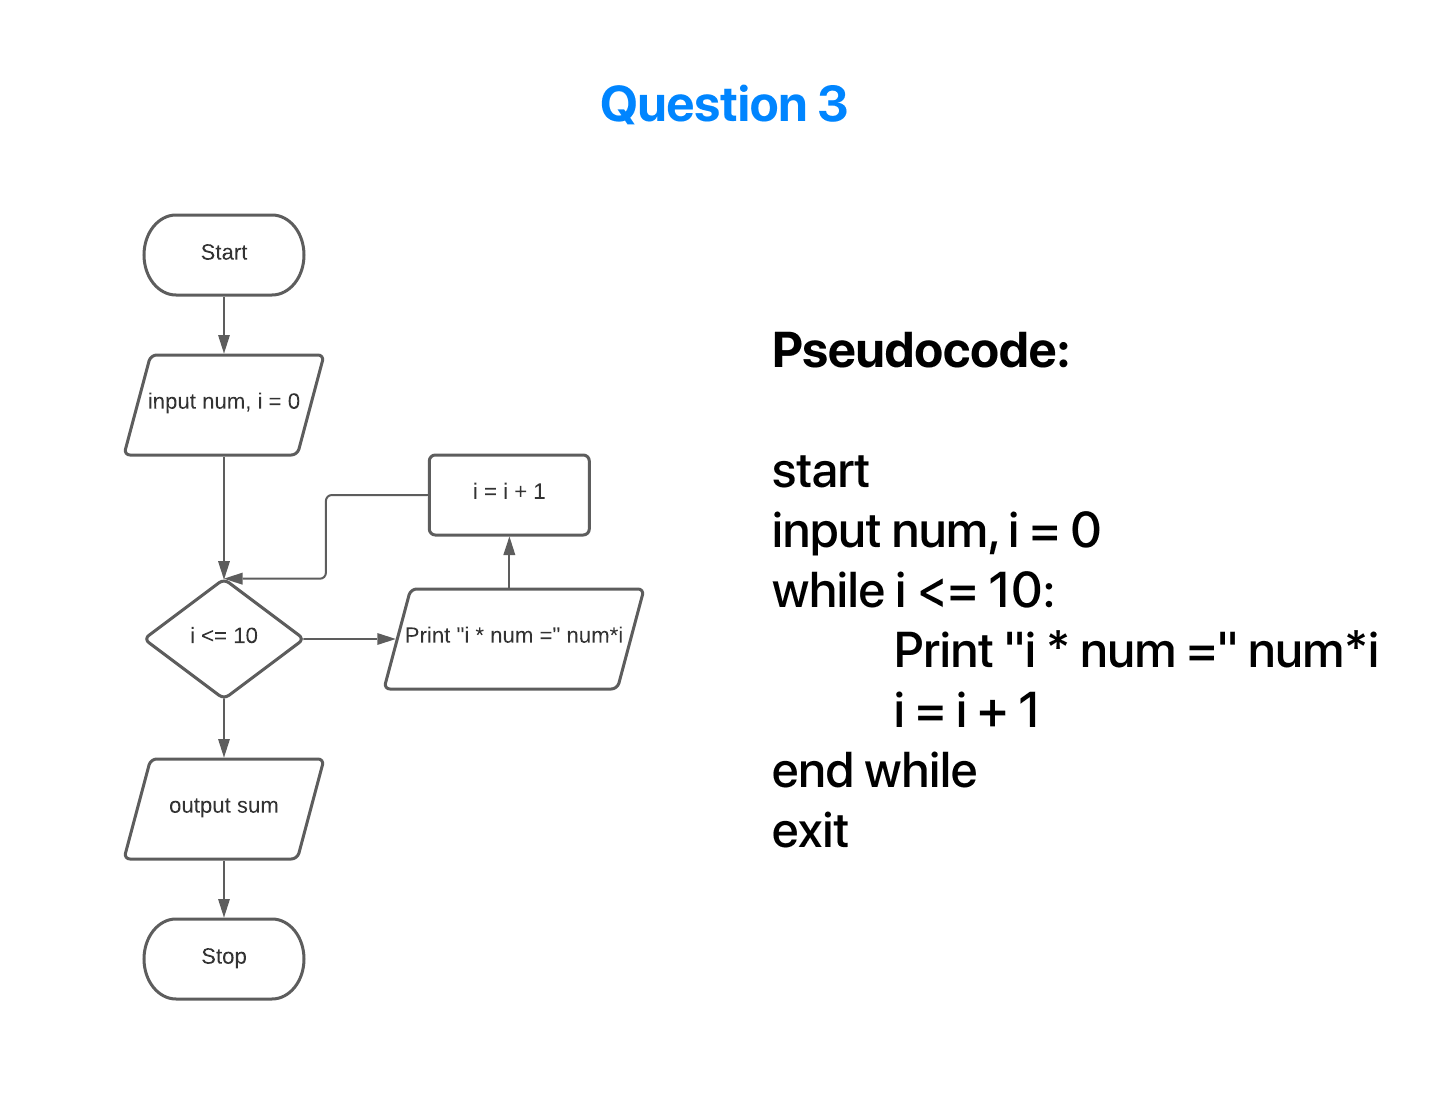 Question 3
Start
input num, i = 0
i = i + 1
i <= 10
Print "i * num =" num*i
output sum
Stop
Pseudocode:
start
input num, i = 0
while i <= 10:
Print "i * num =" num*i
i = i + 1
end while
exit